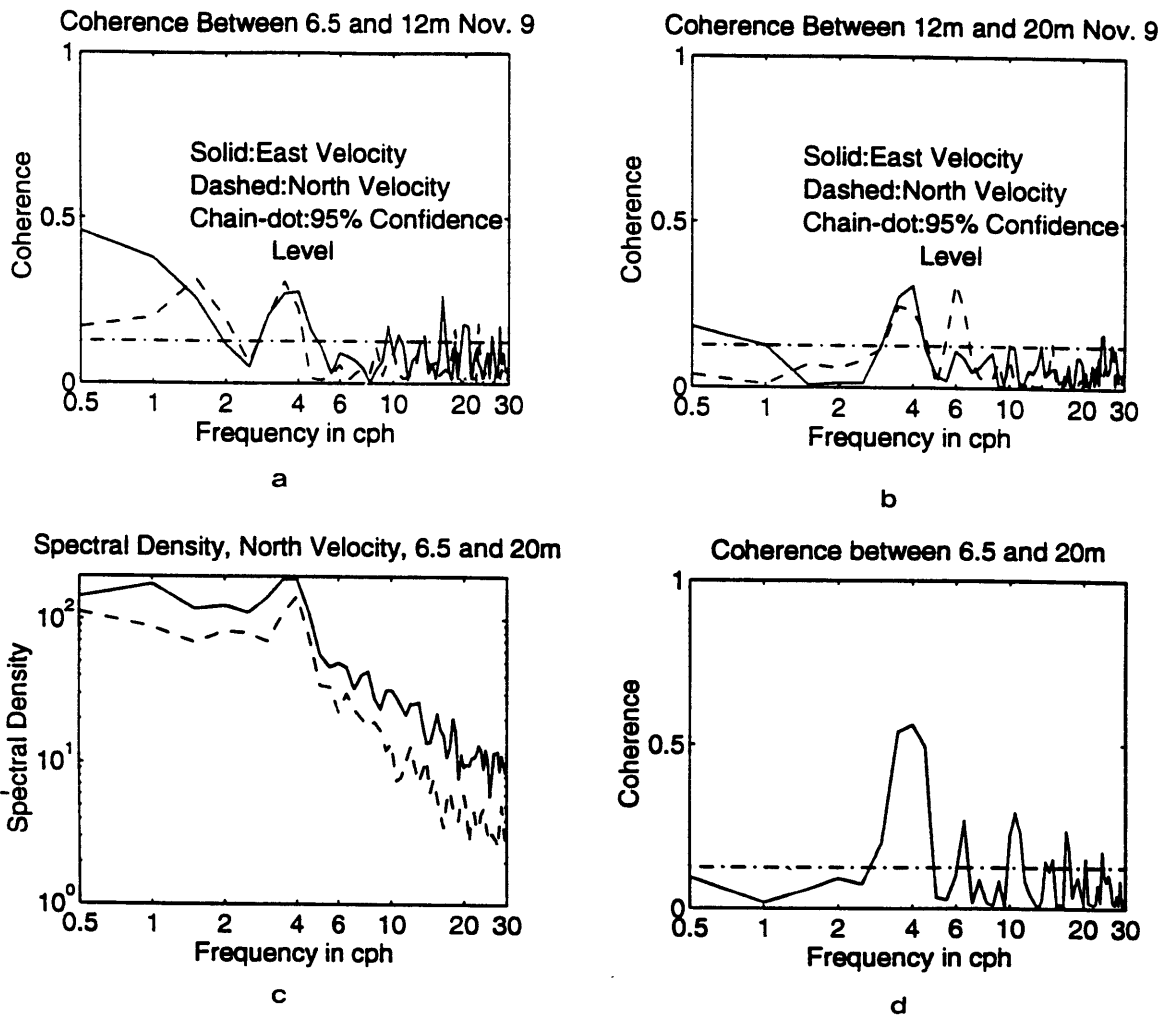 Coherence Between 6.5 and 12m Nov. 9
1
0.5
0
Coherence
Solid:East Velocity
Dashed:North Velocity
Chain-dot:95% Confidence
Level
0.5 1 2 4 6 10 20 30
Frequency in cph
a
Coherence Between 12m and 20m Nov. 9
1
0.5
0
Coherence
Solid:East Velocity
Dashed:North Velocity
Chain-dot:95% Confidence
Level
0.5 1 2 4 6 10 20 30
Frequency in cph
b
Spectral Density, North Velocity, 6.5 and 20m
10²
10¹
10⁰
Spectral Density
0.5 1 2 4 6 10 20 30
Frequency in cph
c
Coherence between 6.5 and 20m
1
0.5
0
Coherence
0.5 1 2 4 6 10 20 30
Frequency in cph
d